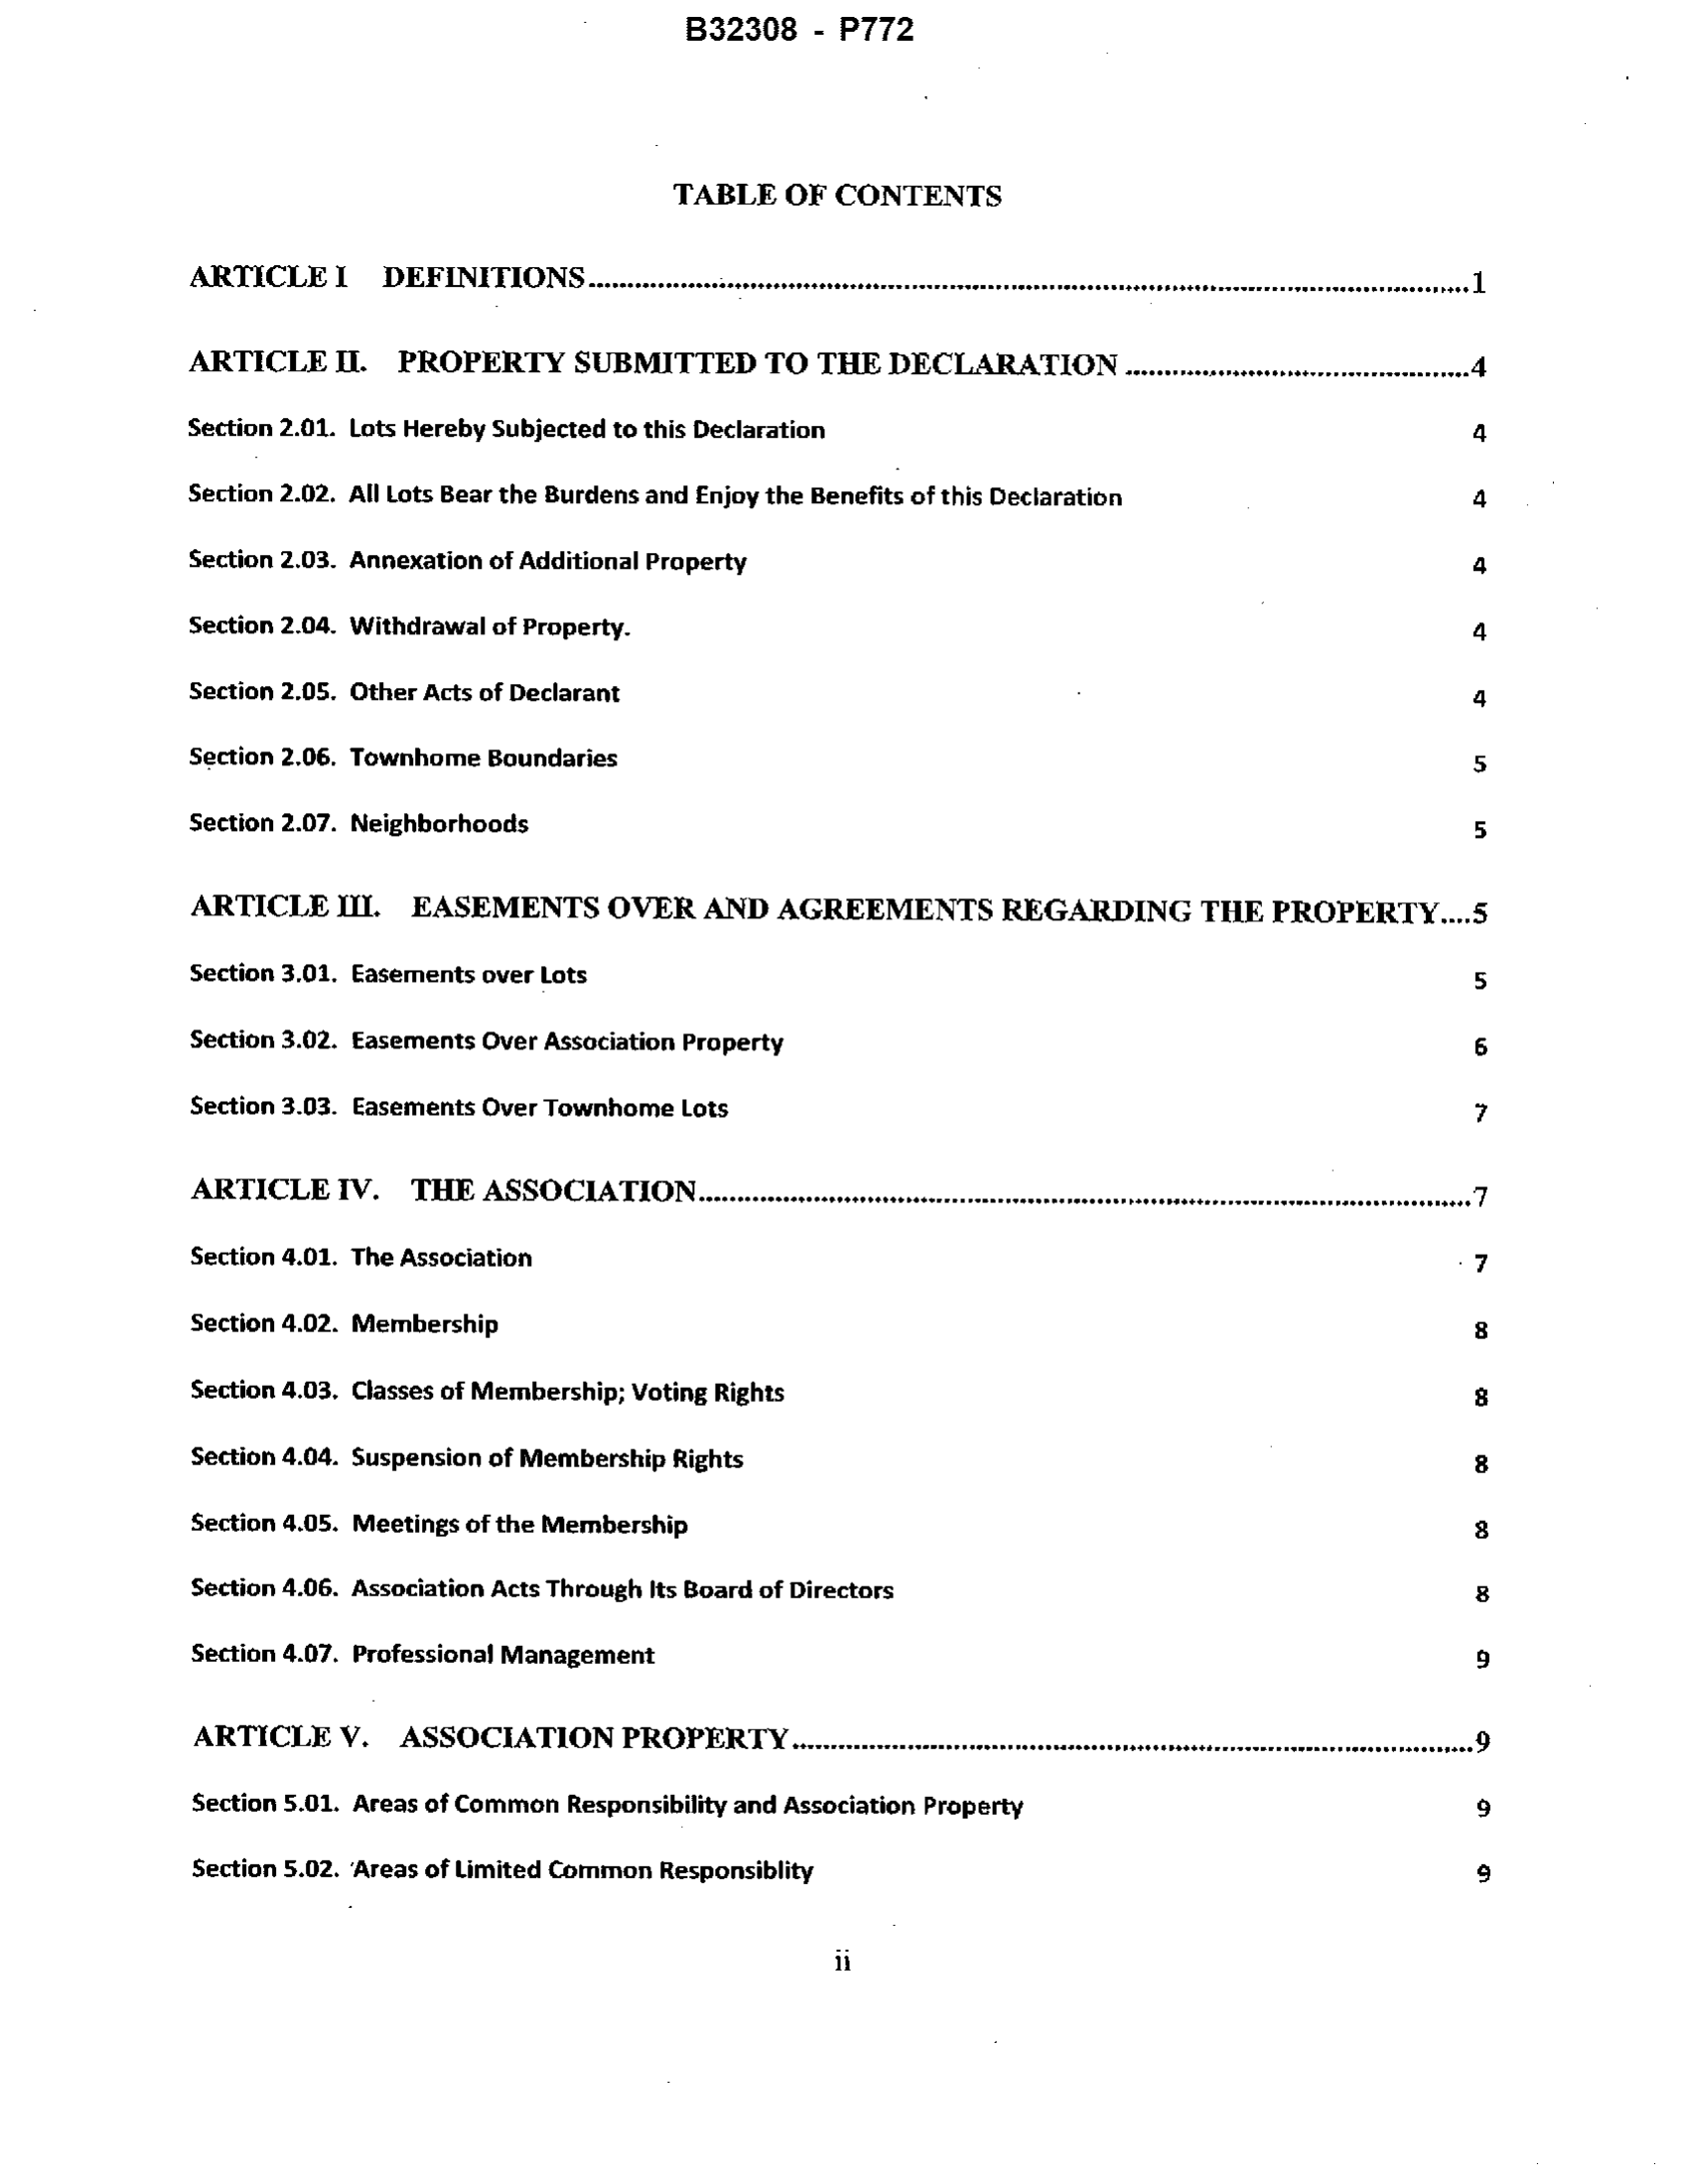 B32308 - P772
TABLE OF CONTENTS
ARTICLE I DEFINITIONS....................................................................................................................1
ARTICLE II. PROPERTY SUBMITTED TO THE DECLARATION .............................................4
Section 2.01. Lots Hereby Subjected to this Declaration 4
Section 2.02. All Lots Bear the Burdens and Enjoy the Benefits of this Declaration 4
Section 2.03. Annexation of Additional Property 4
Section 2.04. Withdrawal of Property. 4
Section 2.05. Other Acts of Declarant 4
Section 2.06. Townhome Boundaries 5
Section 2.07. Neighborhoods 5
ARTICLE III. EASEMENTS OVER AND AGREEMENTS REGARDING THE PROPERTY....5
Section 3.01. Easements over Lots 5
Section 3.02. Easements Over Association Property 6
Section 3.03. Easements Over Townhome Lots 7
ARTICLE IV. THE ASSOCIATION.....................................................................................................7
Section 4.01. The Association 7
Section 4.02. Membership 8
Section 4.03. Classes of Membership; Voting Rights 8
Section 4.04. Suspension of Membership Rights 8
Section 4.05. Meetings of the Membership 8
Section 4.06. Association Acts Through Its Board of Directors 8
Section 4.07. Professional Management 9
ARTICLE V. ASSOCIATION PROPERTY.........................................................................................9
Section 5.01. Areas of Common Responsibility and Association Property 9
Section 5.02. Areas of Limited Common Responsiblity 9
ii